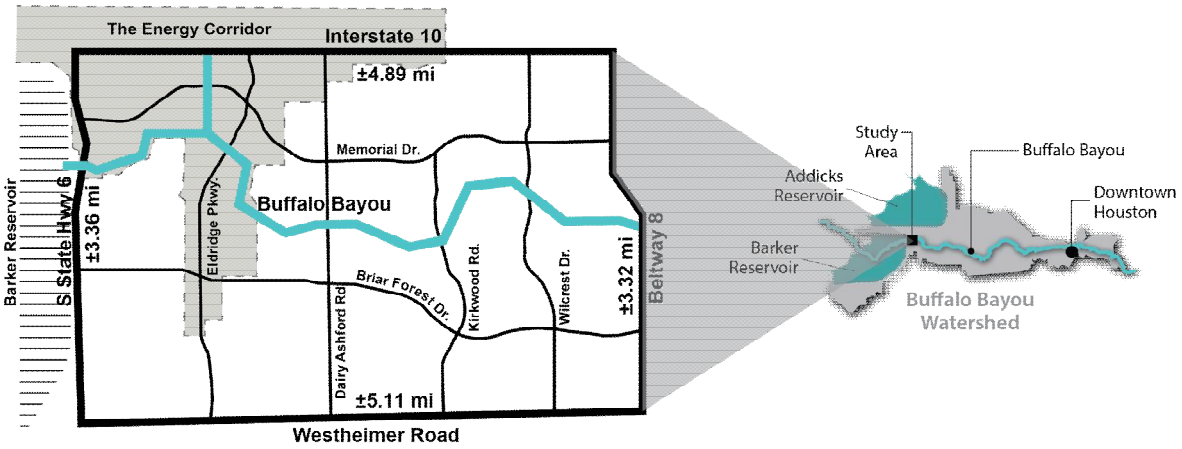 The Energy Corridor
Interstate 10
±4.89 mi
Memorial Dr.
Barker Reservoir
S State Hwy 6
±3.36 mi
Eldridge Pkwy.
Buffalo Bayou
Briar Forest Dr.
Dairy Ashford Rd.
Kirkwood Rd.
Wilcrest Dr.
±3.32 mi
Beltway 8
±5.11 mi
Westheimer Road
Study
Area
Buffalo Bayou
Addicks
Reservoir
Downtown
Houston
Barker
Reservoir
Buffalo Bayou
Watershed